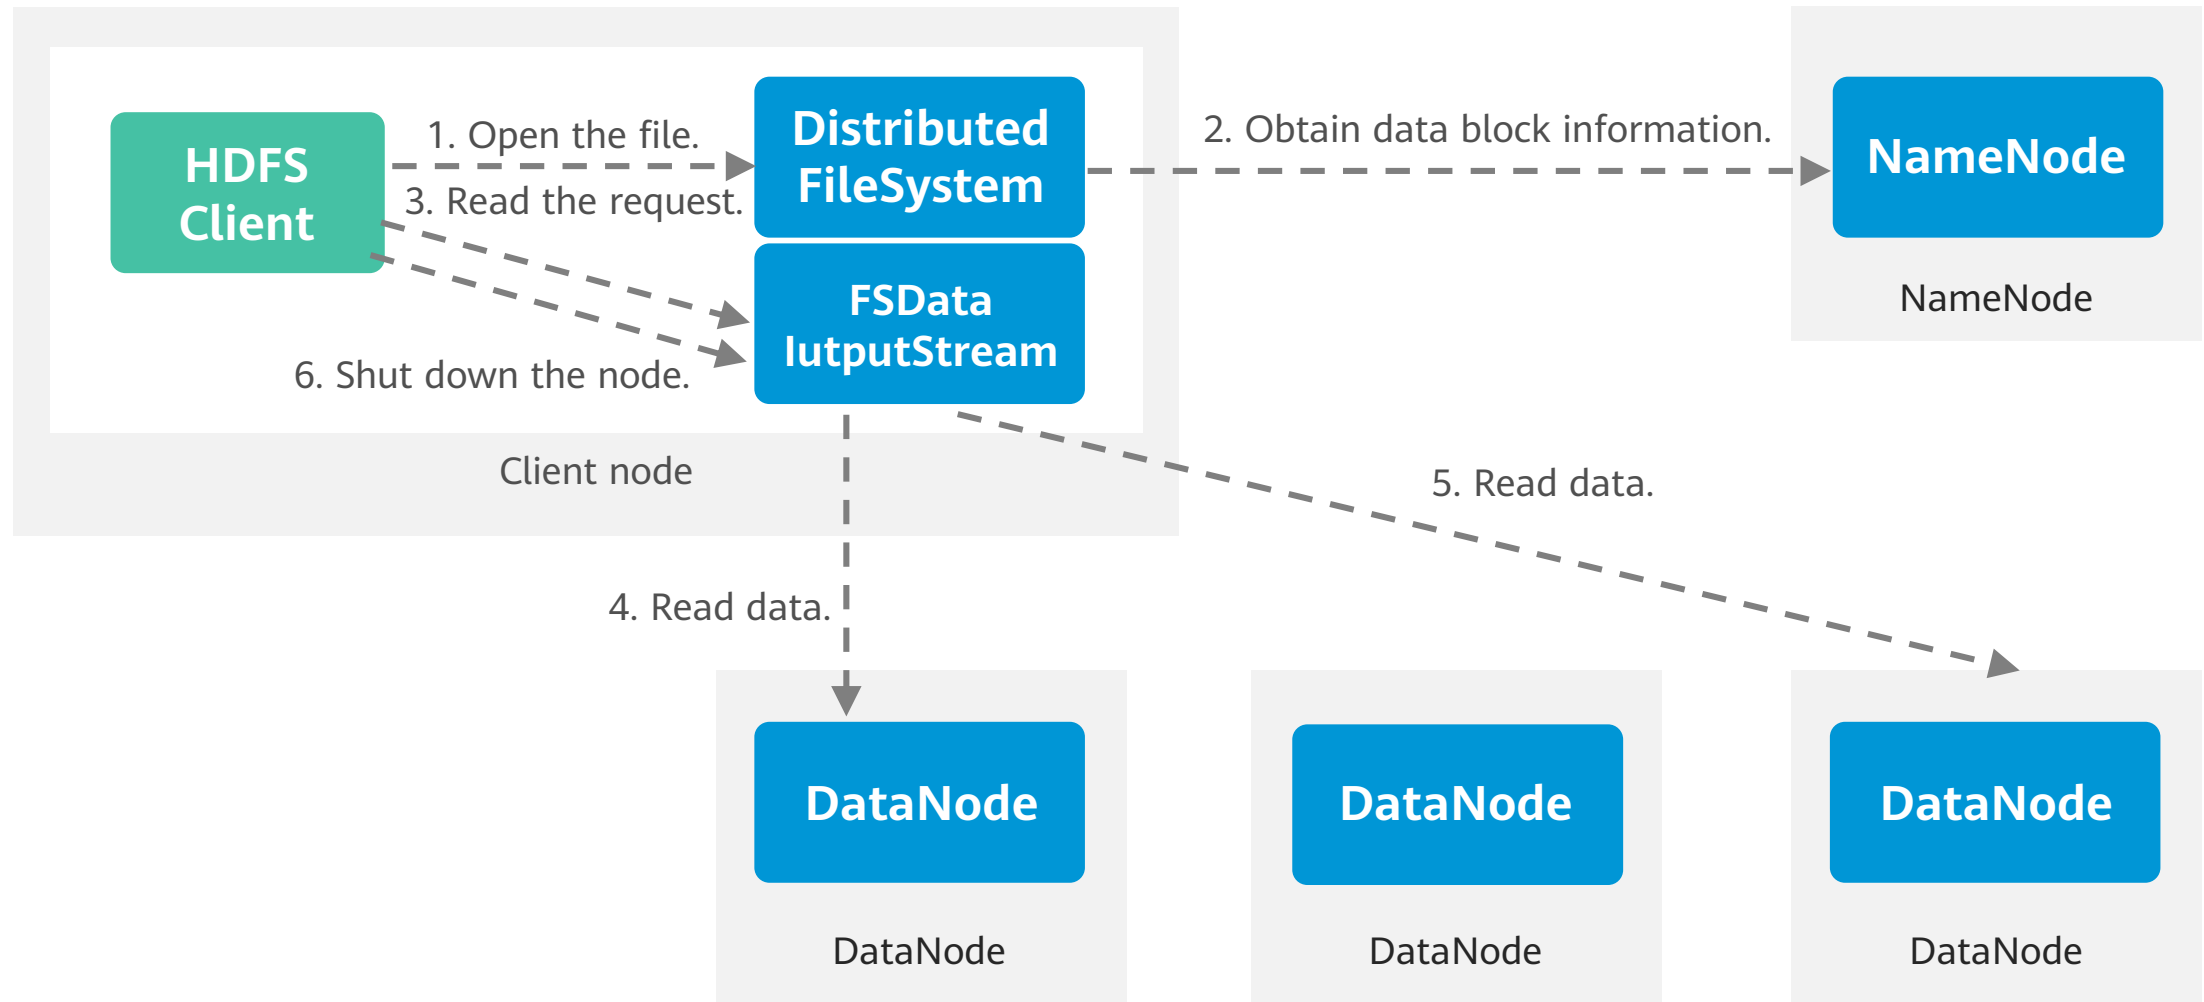 HDFS
Client
1. Open the file.
3. Read the request.
6. Shut down the node.
Distributed
FileSystem
FSData
IutputStream
Client node
2. Obtain data block information.
NameNode
NameNode
4. Read data.
5. Read data.
DataNode
DataNode
DataNode
DataNode
DataNode
DataNode